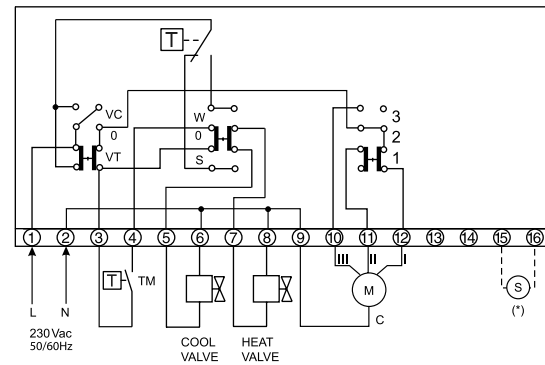 T
VC
0
VT
W
0
S
3
2
1
1 2 3 4 5 6 7 8 9 10 11 12 13 14 15 16
III II I
T TM
M
S
(*)
L N
C
230 Vac
50/60Hz
COOL
VALVE
HEAT
VALVE